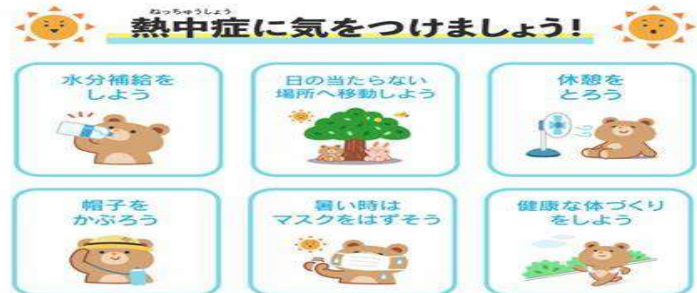 ねっちゅうしょう
熱中症に気をつけましょう!
水分補給を
しよう
日の当たらない
場所へ移動しよう
休憩を
とろう
帽子を
かぶろう
暑い時は
マスクをはずそう
健康な体づくり
をしよう